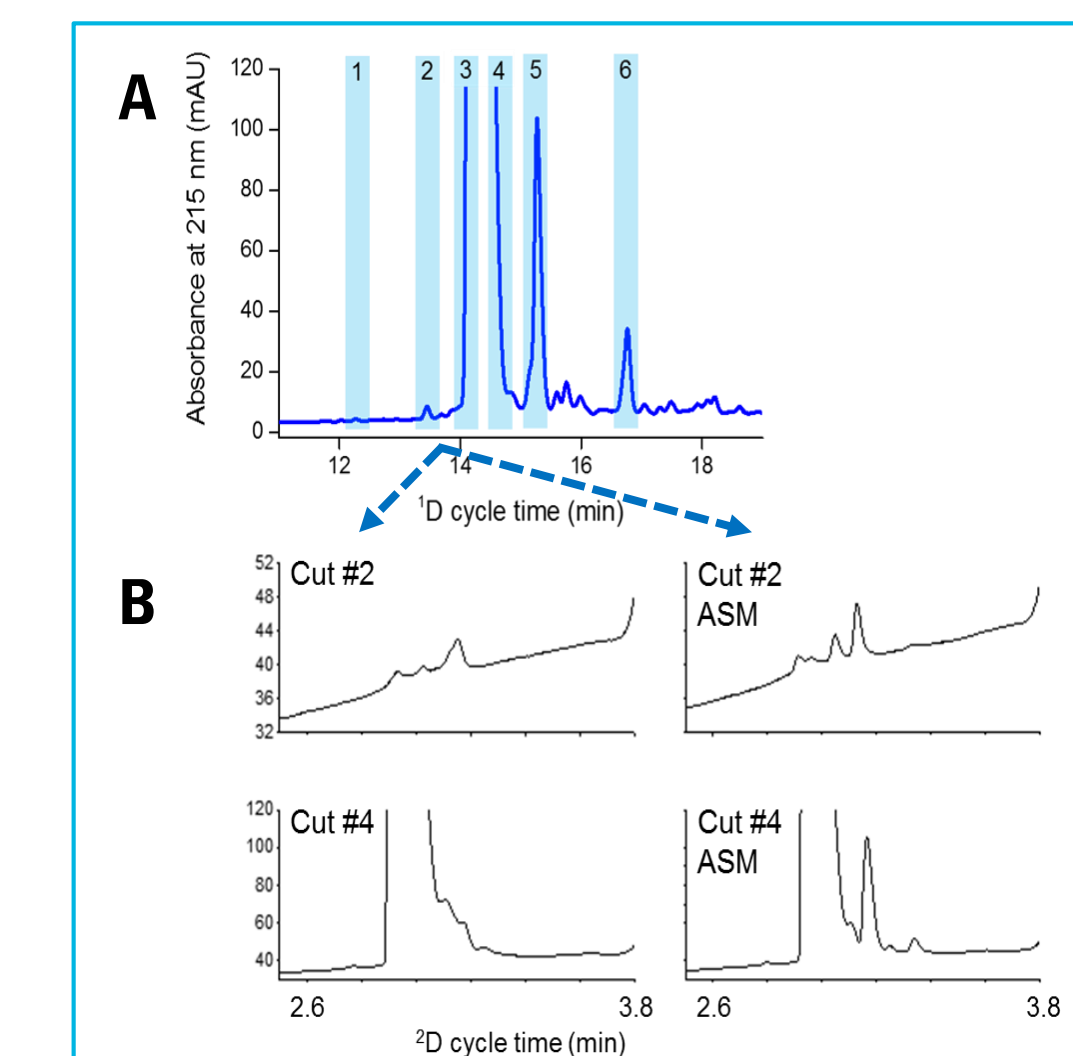 A
Absorbance at 215 nm (mAU)
120
100
80
60
40
20
0
1 2 3 4 5 6
12 14 16 18
¹D cycle time (min)
B
52
48
44
40
36
32
Cut #2
Cut #2
ASM
120
100
80
60
40
Cut #4
Cut #4
ASM
2.6 3.8 2.6 3.8
²D cycle time (min)